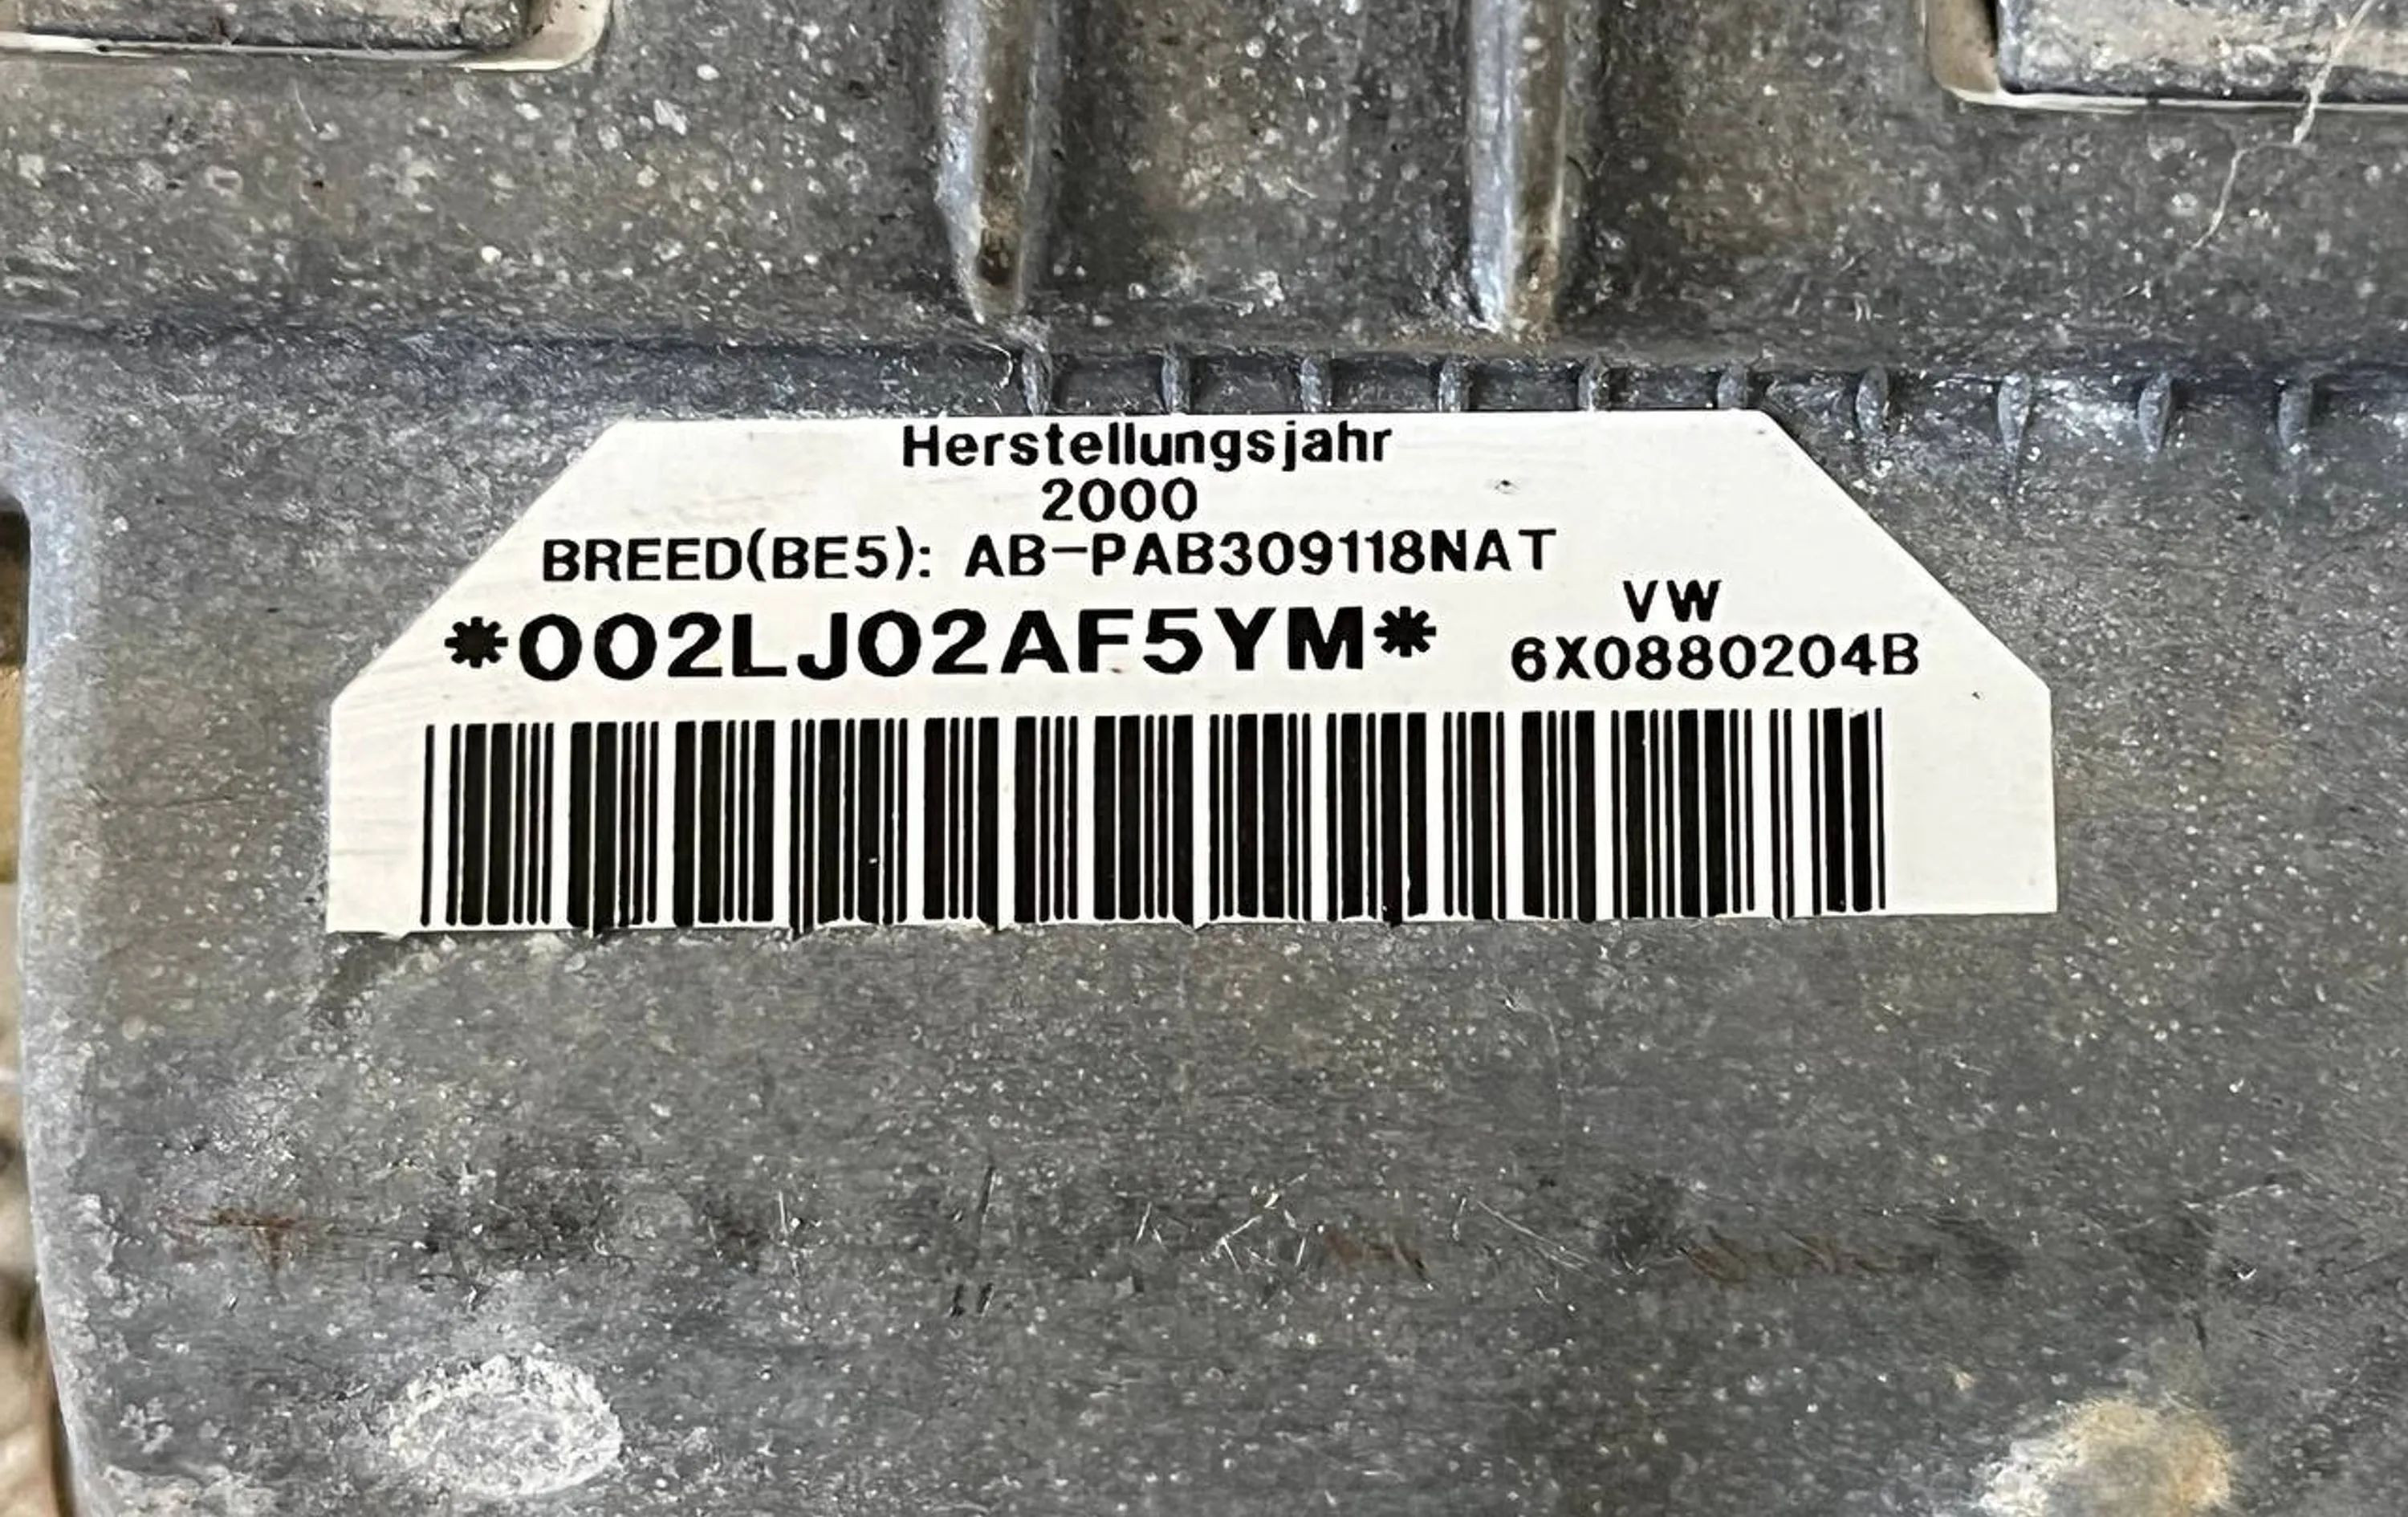 Herstellungsjahr
2000
BREED(BE5): AB-PAB309118NAT
*002LJ02AF5YM*
VW
6X0880204B